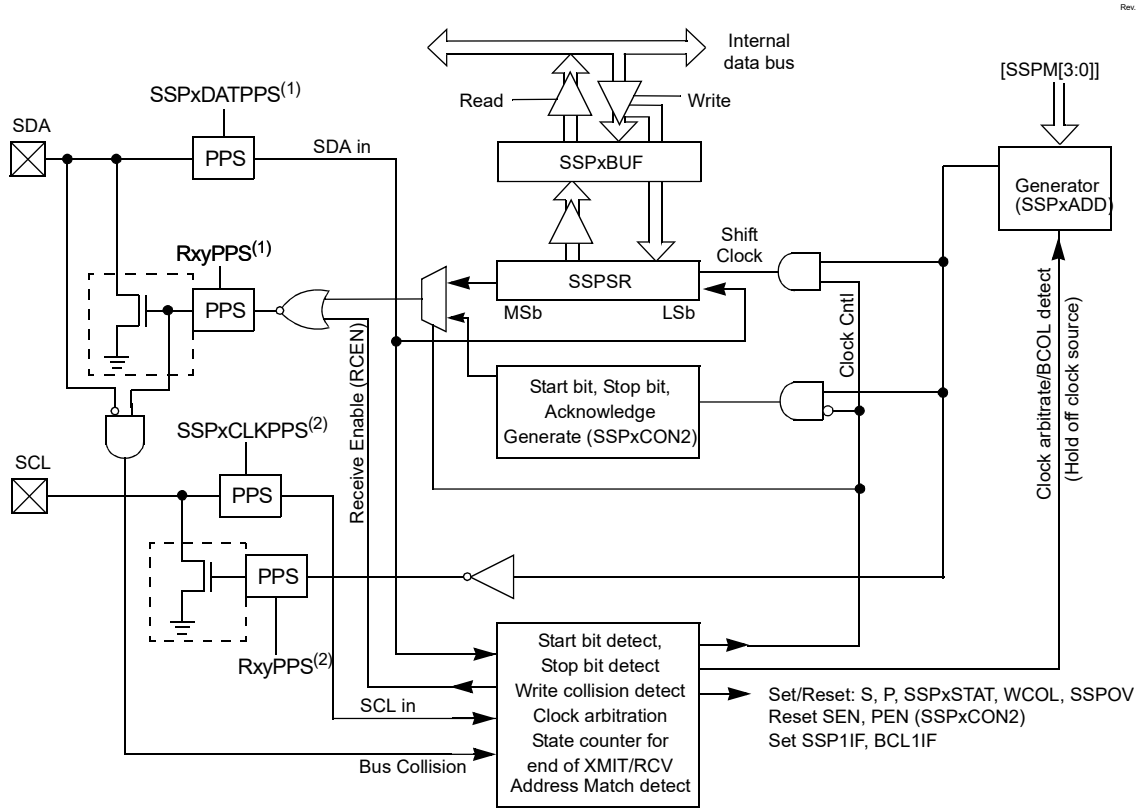 Rev.
Internal
data bus
[SSPM[3:0]]
Read
Write
SSPxDATPPS(1)
SDA
PPS
SDA in
SSPxBUF
Generator
(SSPxADD)
RxyPPS(1)
Shift
Clock
PPS
SSPSR
MSb
LSb
Clock Cntl
Receive Enable (RCEN)
Start bit, Stop bit,
Acknowledge
Generate (SSPxCON2)
Clock arbitrate/BCOL detect
(Hold off clock source)
SSPxCLKPPS(2)
SCL
PPS
PPS
RxyPPS(2)
SCL in
Bus Collision
Start bit detect,
Stop bit detect
Write collision detect
Clock arbitration
State counter for
end of XMIT/RCV
Address Match detect
Set/Reset: S, P, SSPxSTAT, WCOL, SSPOV
Reset SEN, PEN (SSPxCON2)
Set SSP1IF, BCL1IF